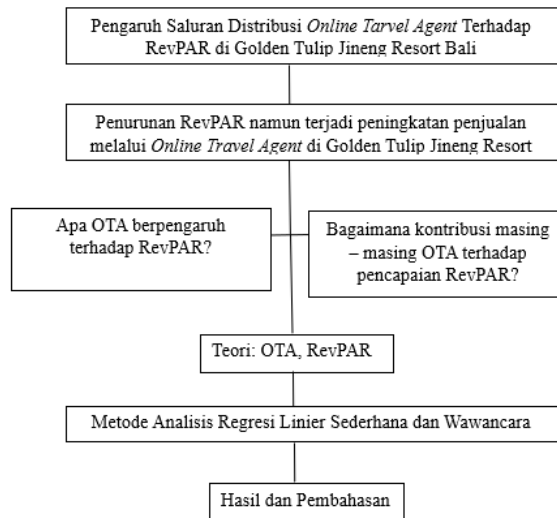 Pengaruh Saluran Distribusi Online Tarvel Agent Terhadap
RevPAR di Golden Tulip Jineng Resort Bali
Penurunan RevPAR namun terjadi peningkatan penjualan
melalui Online Travel Agent di Golden Tulip Jineng Resort
Apa OTA berpengaruh
terhadap RevPAR?
Bagaimana kontribusi masing
– masing OTA terhadap
pencapaian RevPAR?
Teori: OTA, RevPAR
Metode Analisis Regresi Linier Sederhana dan Wawancara
Hasil dan Pembahasan